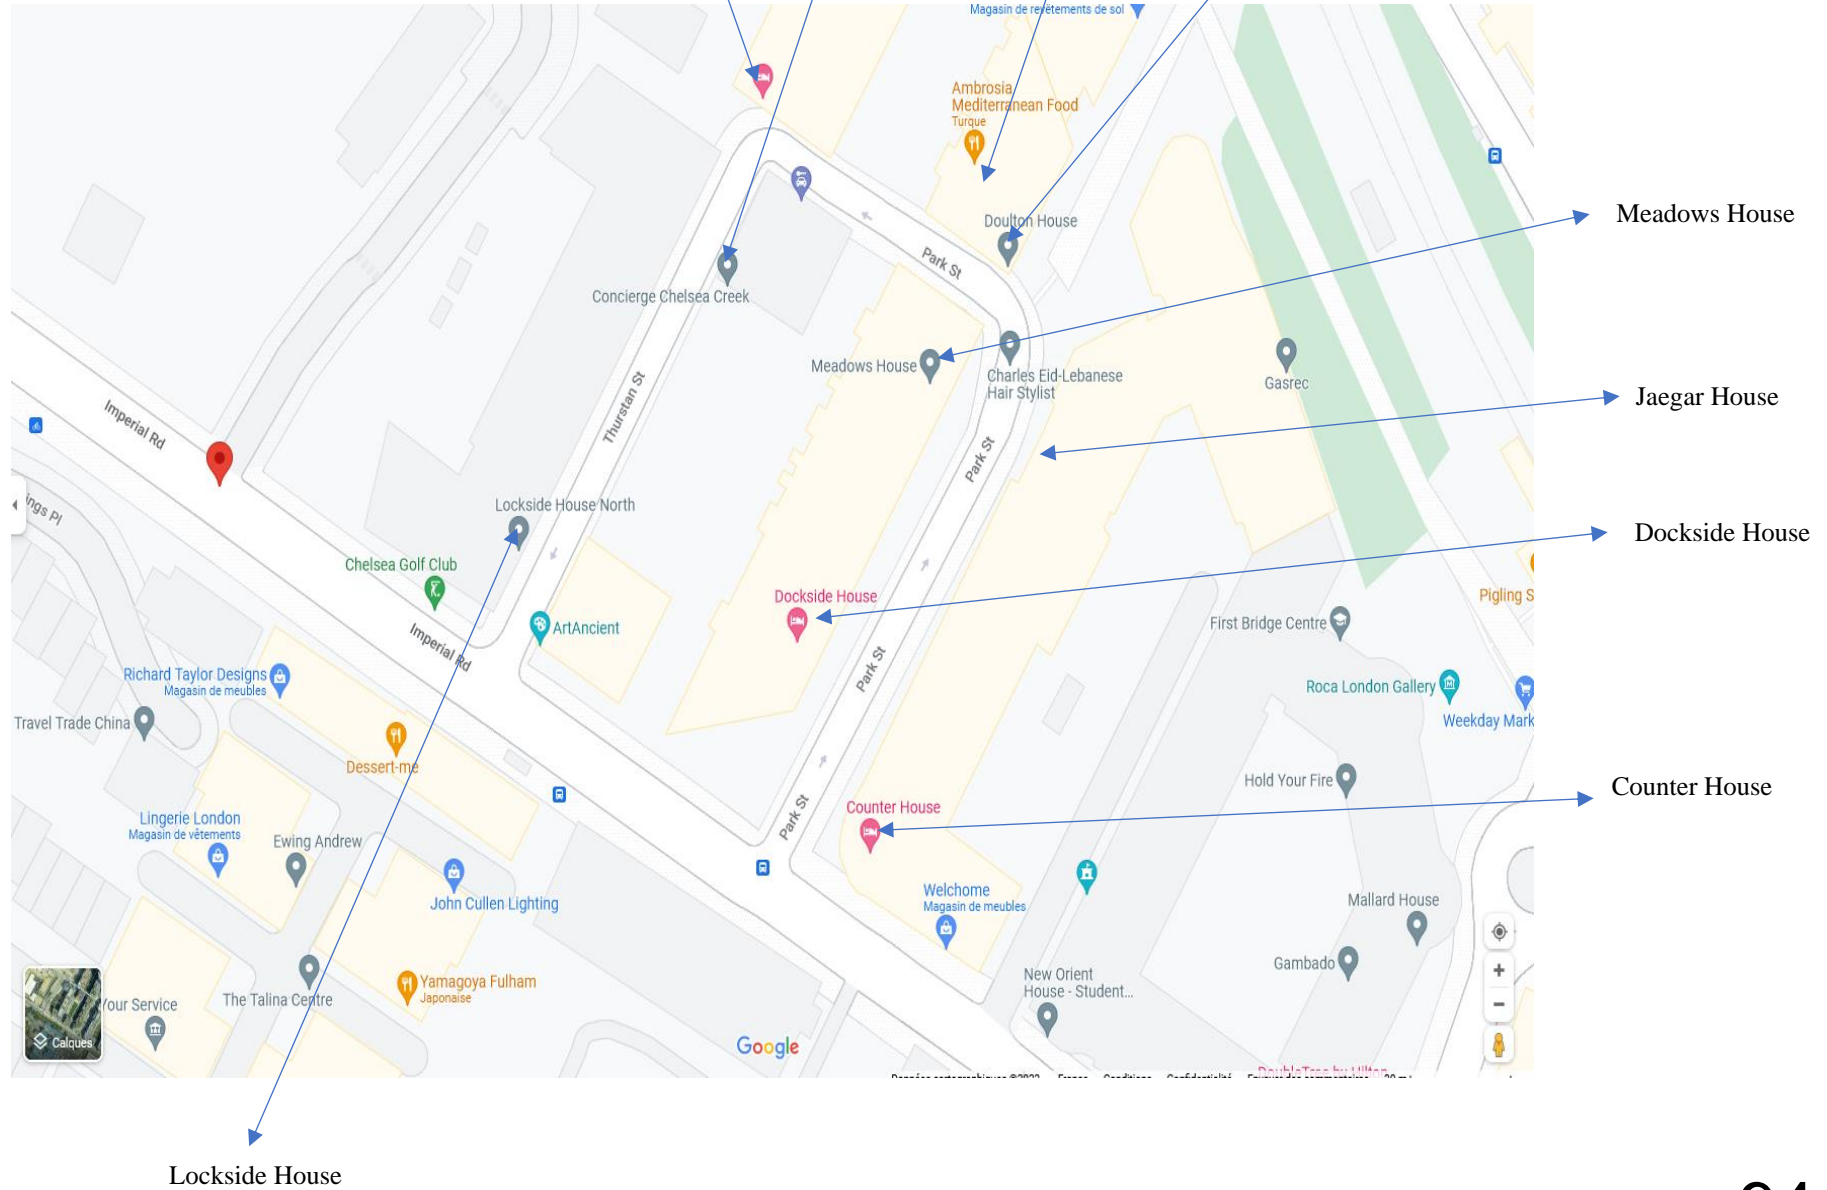 Magasin de revêtements de sol
Ambrosia
Mediterranean Food
Turque
Doulton House
Meadows House
Park St
Concierge Chelsea Creek
Meadows House
Charles Eid-Lebanese
Hair Stylist
Gasrec
Jaegar House
Thurstan St
Imperial Rd
Park St
Lockside House North
Dockside House
Chelsea Golf Club
Dockside House
Pigling S
ArtAncient
First Bridge Centre
Imperial Rd
Park St
Richard Taylor Designs
Magasin de meubles
Roca London Gallery
Travel Trade China
Weekday Mark
Dessert-me
Hold Your Fire
Counter House
Counter House
Park St
Lingerie London
Magasin de vêtements
Ewing Andrew
Welchome
Magasin de meubles
John Cullen Lighting
Mallard House
Gambado
New Orient
House - Student...
Yamagoya Fulham
Japonaise
The Talina Centre
Your Service
Calques
Google
Lockside House